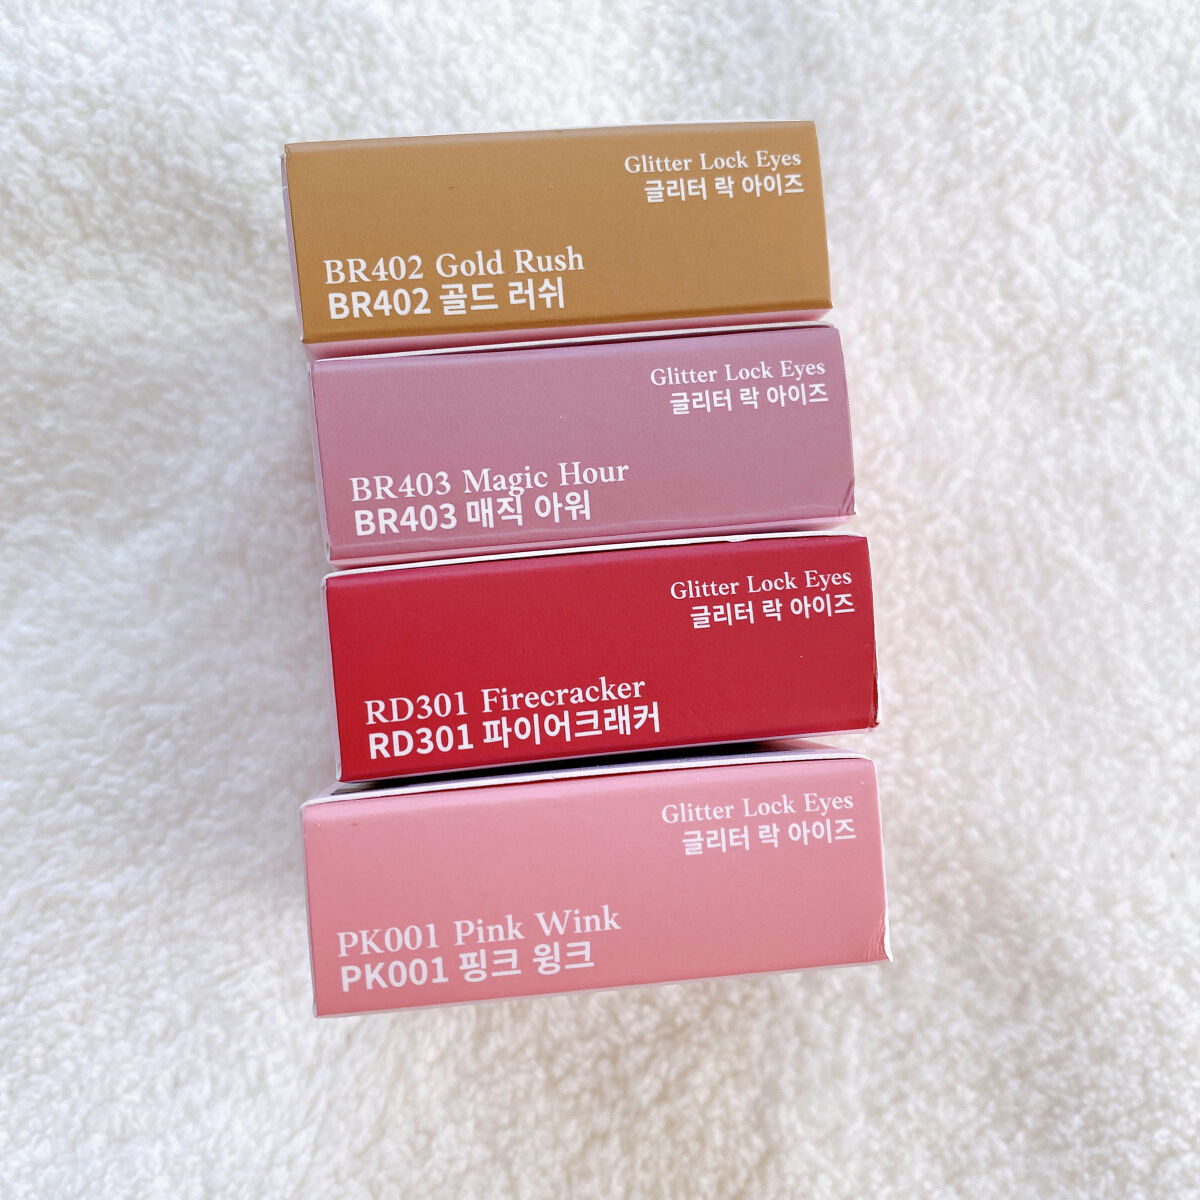 Glitter Lock Eyes
글리터 락 아이즈
BR402 Gold Rush
BR402 골드 러쉬
Glitter Lock Eyes
글리터 락 아이즈
BR403 Magic Hour
BR403 매직 아워
Glitter Lock Eyes
글리터 락 아이즈
RD301 Firecracker
RD301 파이어크래커
Glitter Lock Eyes
글리터 락 아이즈
PK001 Pink Wink
PK001 핑크 윙크